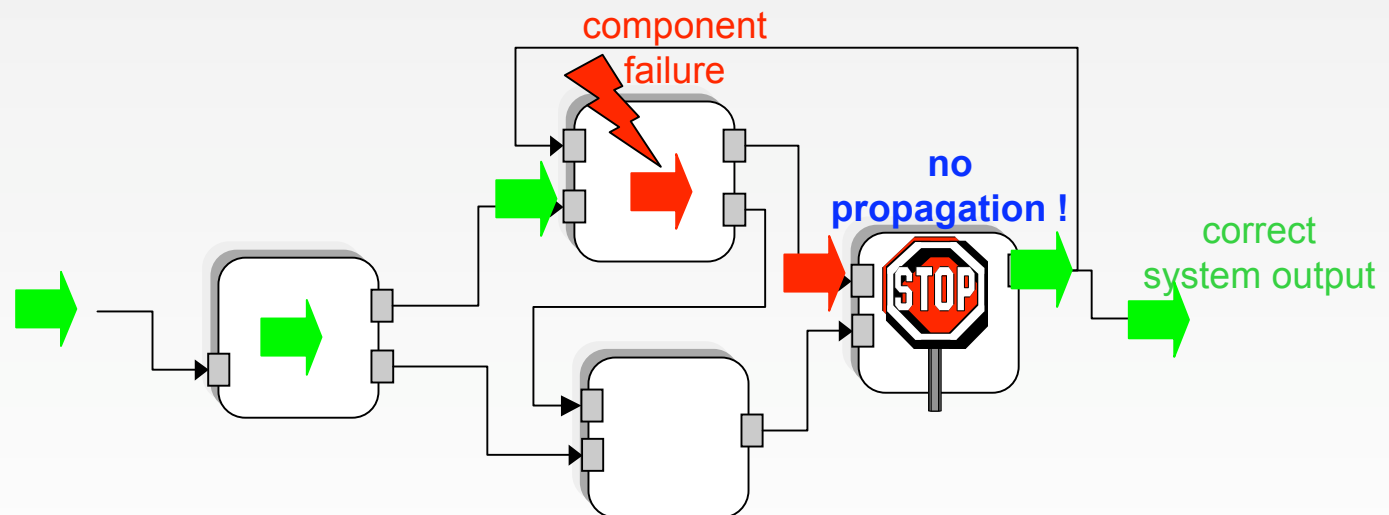 component
failure
no
propagation !
STOP
correct
system output